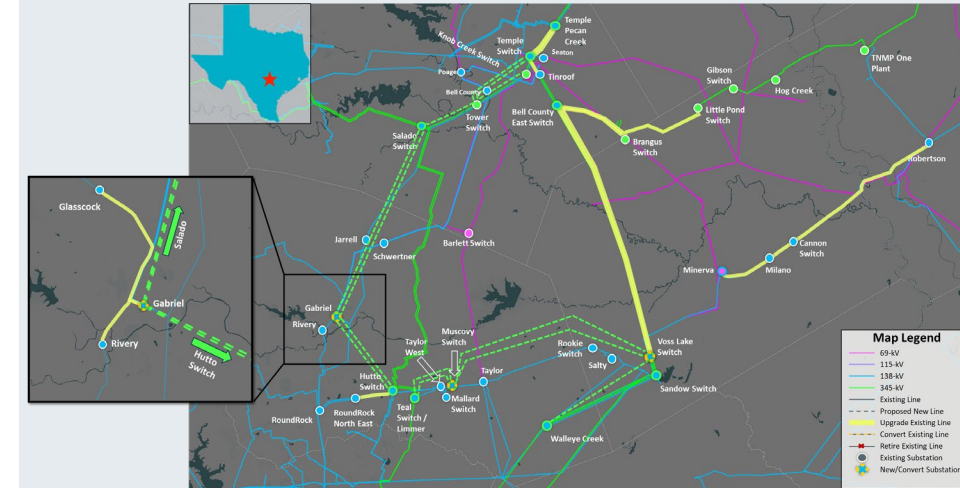 Temple
Pecan
Creek
Temple
Switch
Seaton
Knob Creek Switch
Poage
Tinroof
Bell County
TNMP One
Plant
Gibson
Switch
Hog Creek
Tower
Switch
Bell County
East Switch
Little Pond
Switch
Salado
Switch
Brangus
Switch
Robertson
Glasscock
Salado
Jarrell
Schwertner
Barlett Switch
Cannon
Switch
Minerva
Milano
Gabriel
Rivery
Hutto
Switch
Gabriel
Rivery
Taylor
West
Muscovy
Switch
Rookie
Switch
Salty
Voss Lake
Switch
Taylor
Sandow Switch
Hutto
Switch
Mallard
Switch
Teal
Switch /
Limmer
RoundRock
RoundRock
North East
Walleye Creek
Map Legend
69-kV
115-kV
138-kV
345-kV
Existing Line
Proposed New Line
Upgrade Existing Line
Convert Existing Line
Retire Existing Line
Existing Substation
New/Convert Substation